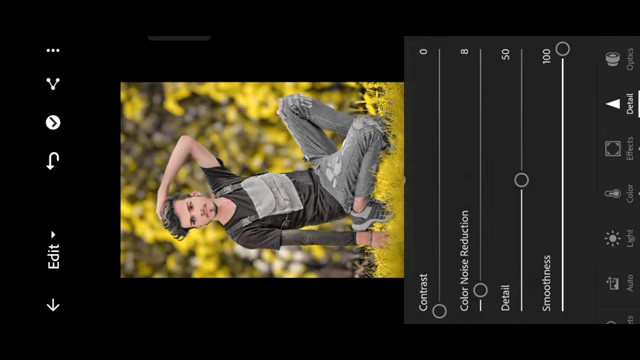 Edit
Contrast 0
Color Noise Reduction 8
Detail 50
Smoothness 100
Auto
Light
Color
Effects
Detail
Optics